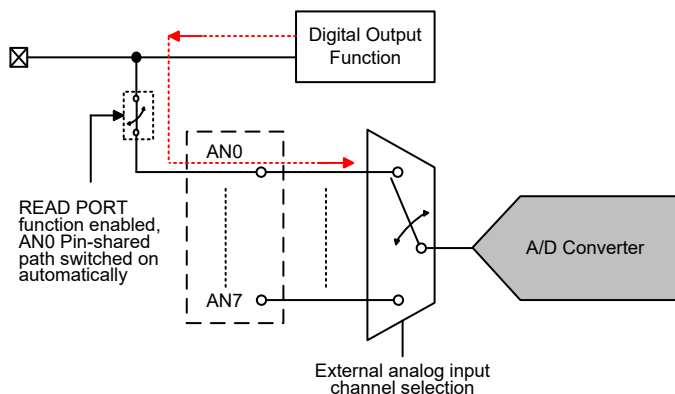 Digital Output
Function
AN0
READ PORT
function enabled,
AN0 Pin-shared
path switched on
automatically
A/D Converter
AN7
External analog input
channel selection